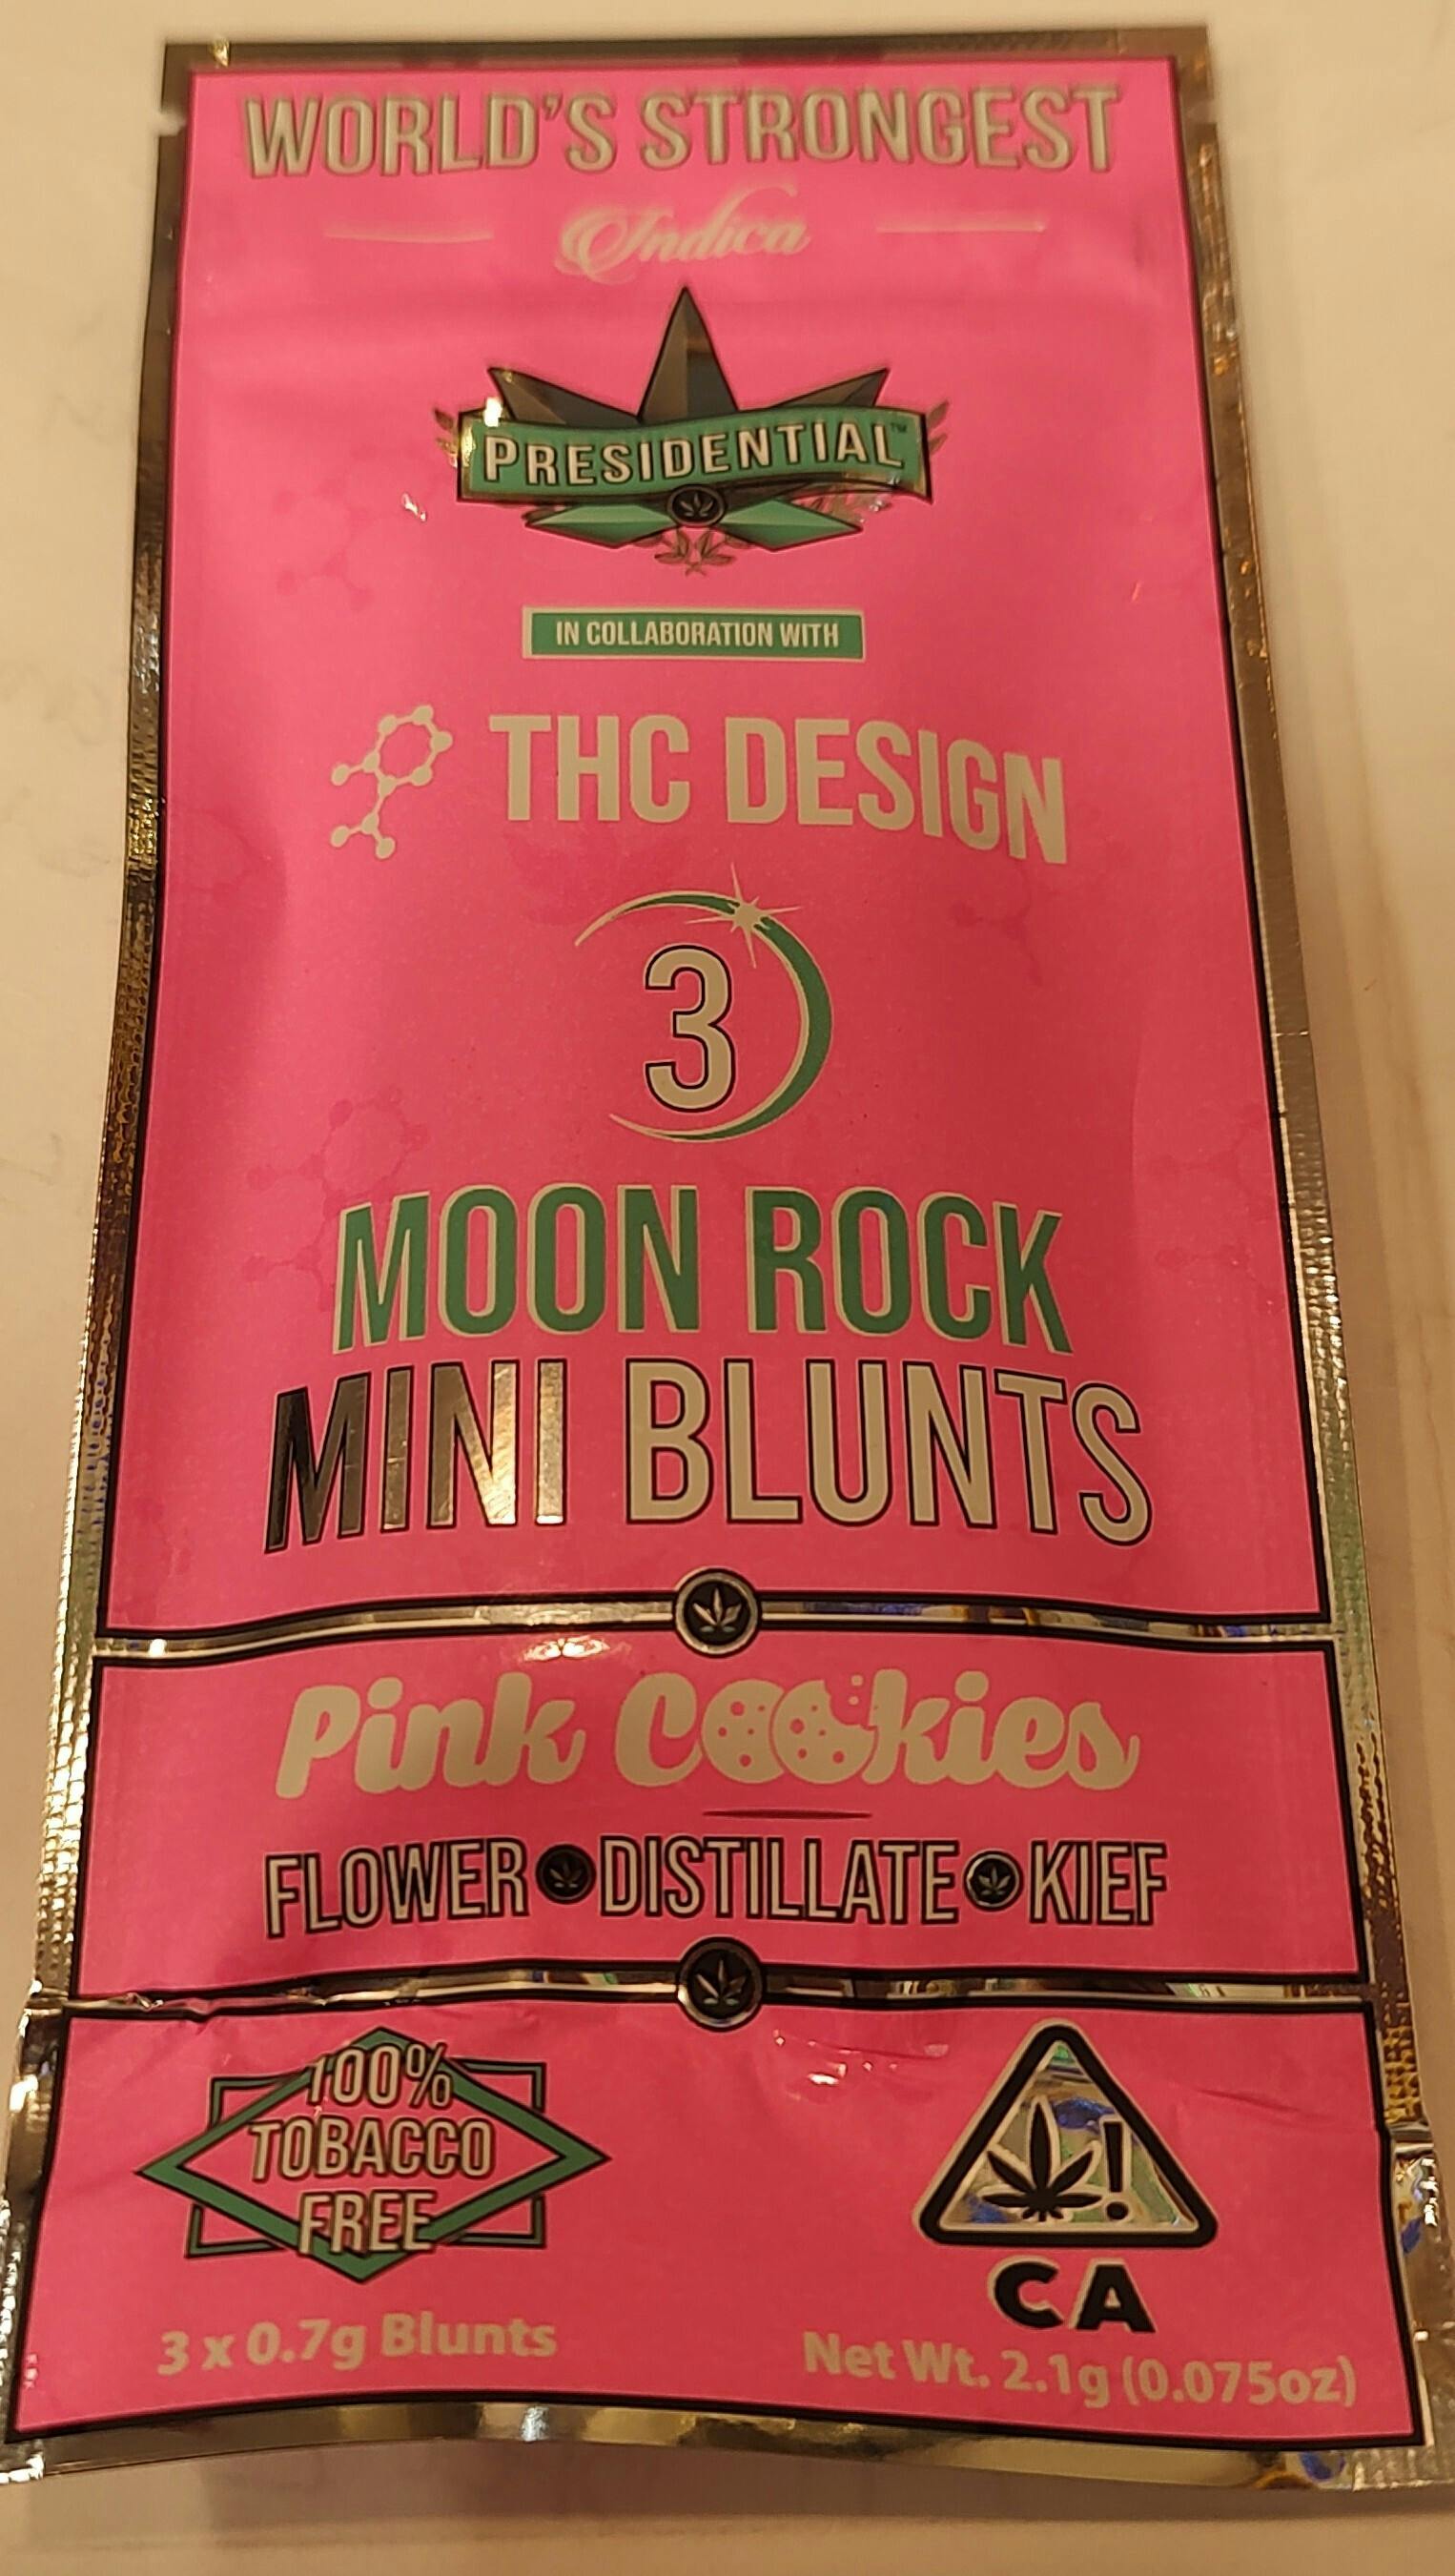 WORLD'S STRONGEST
Indica
PRESIDENTIAL™
IN COLLABORATION WITH
THC DESIGN
3
MOON ROCK
MINI BLUNTS
Pink Cookies
FLOWER DISTILLATE KIEF
100%
TOBACCO
FREE
!
CA
3 x 0.7g Blunts
Net Wt. 2.1g (0.075oz)